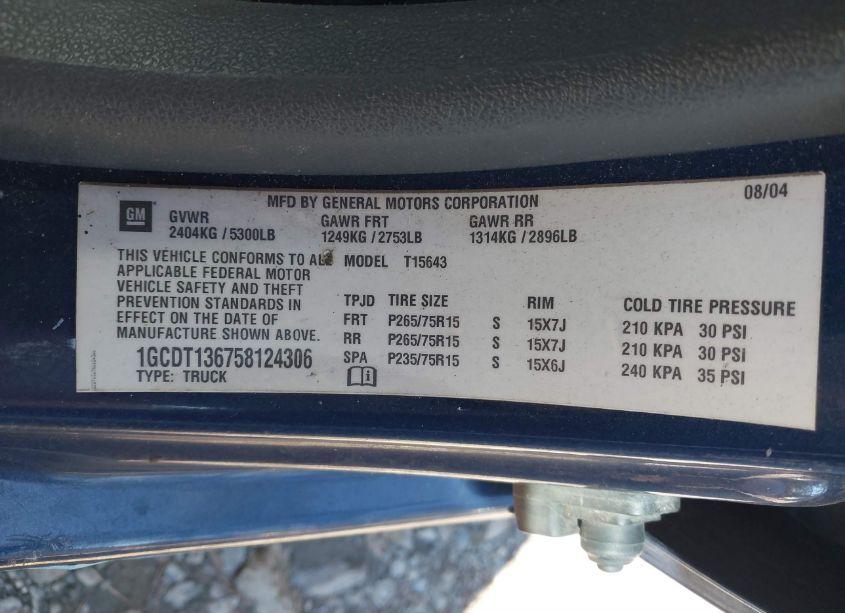 MFD BY GENERAL MOTORS CORPORATION 08/04
GM
GVWR GAWR FRT GAWR RR
2404KG / 5300LB 1249KG / 2753LB 1314KG / 2896LB
THIS VEHICLE CONFORMS TO ALL
APPLICABLE FEDERAL MOTOR
VEHICLE SAFETY AND THEFT
PREVENTION STANDARDS IN
EFFECT ON THE DATE OF
MANUFACTURE SHOWN ABOVE.
1GCDT136758124306
TYPE: TRUCK
MODEL T15643
TPJD TIRE SIZE RIM COLD TIRE PRESSURE
FRT P265/75R15 S 15X7J 210 KPA 30 PSI
RR P265/75R15 S 15X7J 210 KPA 30 PSI
SPA P235/75R15 S 15X6J 240 KPA 35 PSI
i